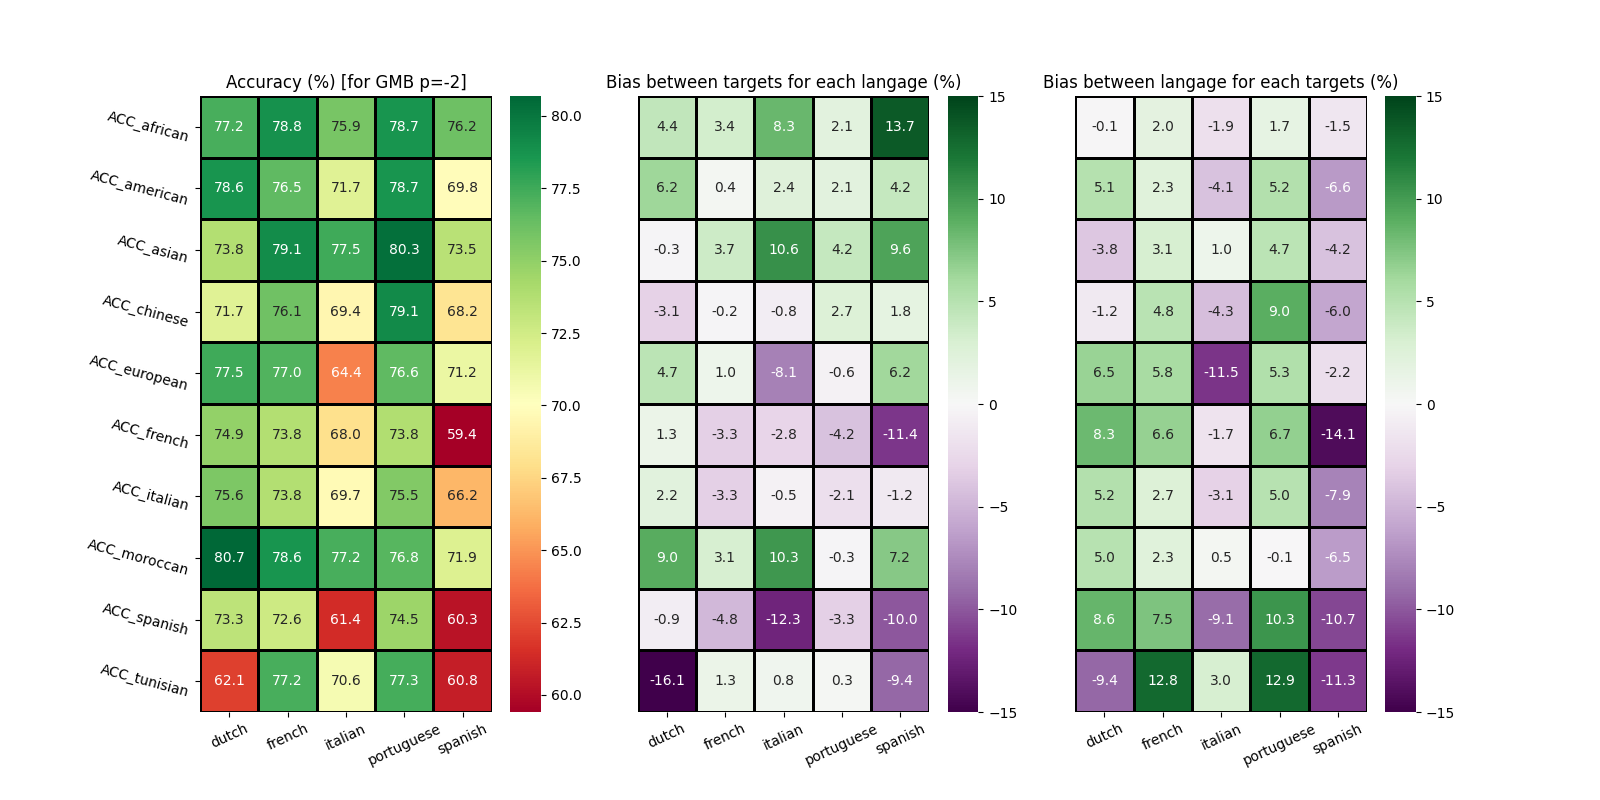 Accuracy (%) [for GMB p=-2]
ACC_african 77.2 78.8 75.9 78.7 76.2
ACC_american 78.6 76.5 71.7 78.7 69.8
ACC_asian 73.8 79.1 77.5 80.3 73.5
ACC_chinese 71.7 76.1 69.4 79.1 68.2
ACC_european 77.5 77.0 64.4 76.6 71.2
ACC_french 74.9 73.8 68.0 73.8 59.4
ACC_italian 75.6 73.8 69.7 75.5 66.2
ACC_moroccan 80.7 78.6 77.2 76.8 71.9
ACC_spanish 73.3 72.6 61.4 74.5 60.3
ACC_tunisian 62.1 77.2 70.6 77.3 60.8
dutch french italian portuguese spanish
80.0
77.5
75.0
72.5
70.0
67.5
65.0
62.5
60.0
Bias between targets for each langage (%)
4.4 3.4 8.3 2.1 13.7
6.2 0.4 2.4 2.1 4.2
-0.3 3.7 10.6 4.2 9.6
-3.1 -0.2 -0.8 2.7 1.8
4.7 1.0 -8.1 -0.6 6.2
1.3 -3.3 -2.8 -4.2 -11.4
2.2 -3.3 -0.5 -2.1 -1.2
9.0 3.1 10.3 -0.3 7.2
-0.9 -4.8 -12.3 -3.3 -10.0
-16.1 1.3 0.8 0.3 -9.4
dutch french italian portuguese spanish
15
10
5
0
−5
−10
−15
Bias between langage for each targets (%)
-0.1 2.0 -1.9 1.7 -1.5
5.1 2.3 -4.1 5.2 -6.6
-3.8 3.1 1.0 4.7 -4.2
-1.2 4.8 -4.3 9.0 -6.0
6.5 5.8 -11.5 5.3 -2.2
8.3 6.6 -1.7 6.7 -14.1
5.2 2.7 -3.1 5.0 -7.9
5.0 2.3 0.5 -0.1 -6.5
8.6 7.5 -9.1 10.3 -10.7
-9.4 12.8 3.0 12.9 -11.3
dutch french italian portuguese spanish
15
10
5
0
−5
−10
−15